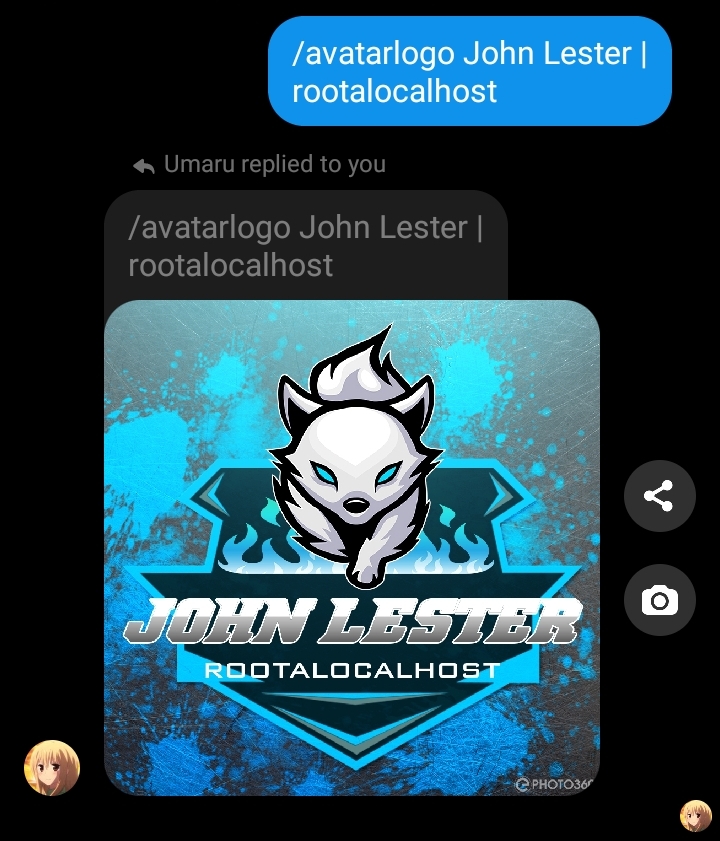 /avatarlogo John Lester |
rootalocalhost
Umaru replied to you
/avatarlogo John Lester |
rootalocalhost
JOHN LESTER
ROOTALOCALHOST
PHOTO360